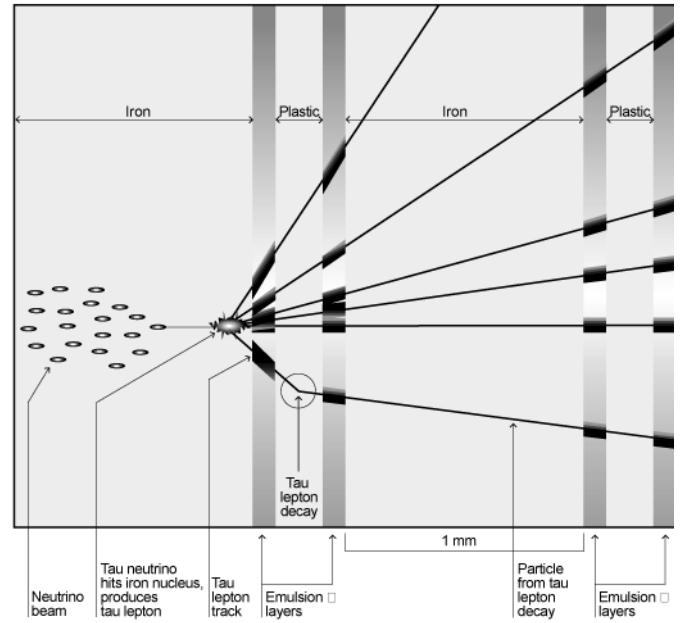 Iron
Plastic
Iron
Plastic
Tau
lepton
decay
1 mm
Neutrino
beam
Tau neutrino
hits iron nucleus,
produces
tau lepton
Tau
lepton
track
Emulsion
layers
Particle
from tau
lepton
decay
Emulsion
layers